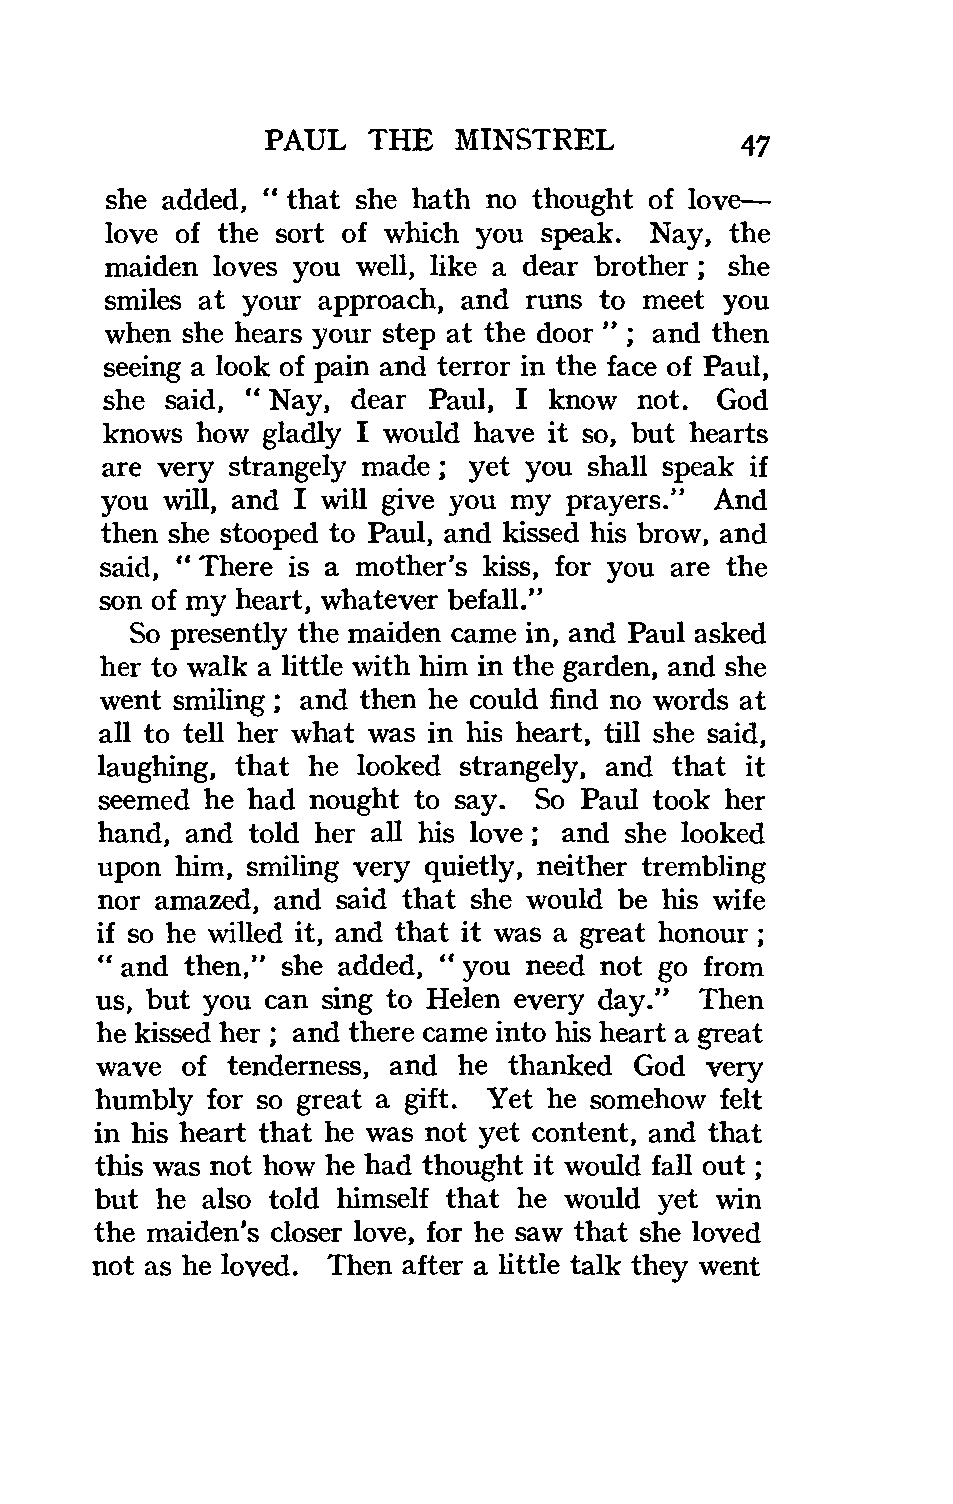 PAUL THE MINSTREL 47
she added, “ that she hath no thought of love—
love of the sort of which you speak. Nay, the
maiden loves you well, like a dear brother ; she
smiles at your approach, and runs to meet you
when she hears your step at the door ” ; and then
seeing a look of pain and terror in the face of Paul,
she said, “ Nay, dear Paul, I know not. God
knows how gladly I would have it so, but hearts
are very strangely made ; yet you shall speak if
you will, and I will give you my prayers.” And
then she stooped to Paul, and kissed his brow, and
said, “ There is a mother's kiss, for you are the
son of my heart, whatever befall.”
So presently the maiden came in, and Paul asked
her to walk a little with him in the garden, and she
went smiling ; and then he could find no words at
all to tell her what was in his heart, till she said,
laughing, that he looked strangely, and that it
seemed he had nought to say. So Paul took her
hand, and told her all his love ; and she looked
upon him, smiling very quietly, neither trembling
nor amazed, and said that she would be his wife
if so he willed it, and that it was a great honour ;
“ and then,” she added, “ you need not go from
us, but you can sing to Helen every day.” Then
he kissed her ; and there came into his heart a great
wave of tenderness, and he thanked God very
humbly for so great a gift. Yet he somehow felt
in his heart that he was not yet content, and that
this was not how he had thought it would fall out ;
but he also told himself that he would yet win
the maiden's closer love, for he saw that she loved
not as he loved. Then after a little talk they went